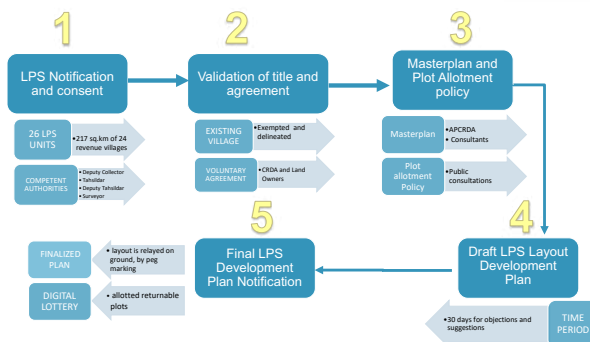 1
LPS Notification
and consent
26 LPS
UNITS
•217 sq.km of 24
revenue villages
COMPETENT
AUTHORITIES
• Deputy Collector
• Tahsildar
• Deputy Tahsildar
• Surveyor
2
Validation of title and
agreement
EXISTING
VILLAGE
•Exempted and
delineated
VOLUNTARY
AGREEMENT
•CRDA and Land
Owners
3
Masterplan and
Plot Allotment
policy
Masterplan
•APCRDA
• Consultants
Plot
allotment
Policy
•Public
consultations
4
Draft LPS Layout
Development
Plan
•30 days for objections and
suggestions
TIME
PERIOD
5
Final LPS
Development
Plan Notification
FINALIZED
PLAN
• layout is relayed on
ground, by peg
marking
DIGITAL
LOTTERY
• allotted returnable
plots